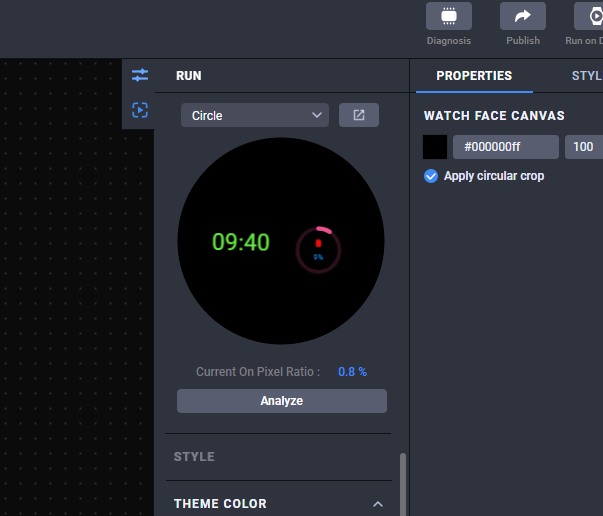 Diagnosis
Publish
Run on D
RUN
PROPERTIES
STYL
Circle
WATCH FACE CANVAS
#000000ff
100
Apply circular crop
09:40
9%
Current On Pixel Ratio :
0.8 %
Analyze
STYLE
THEME COLOR